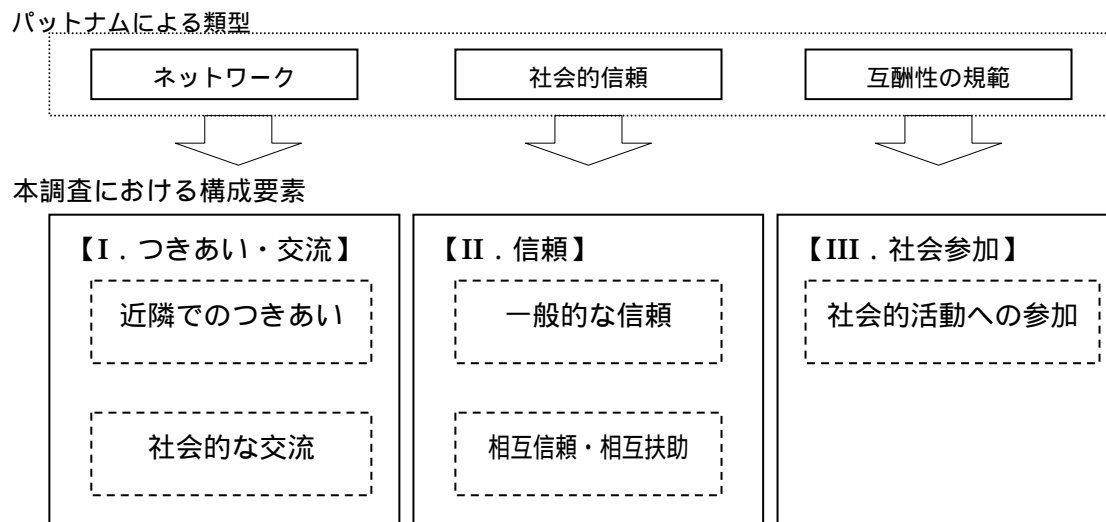 パットナムによる類型
ネットワーク
社会的信頼
互酬性の規範
本調査における構成要素
【I．つきあい・交流】
近隣でのつきあい
社会的な交流
【II．信頼】
一般的な信頼
相互信頼・相互扶助
【III．社会参加】
社会的活動への参加